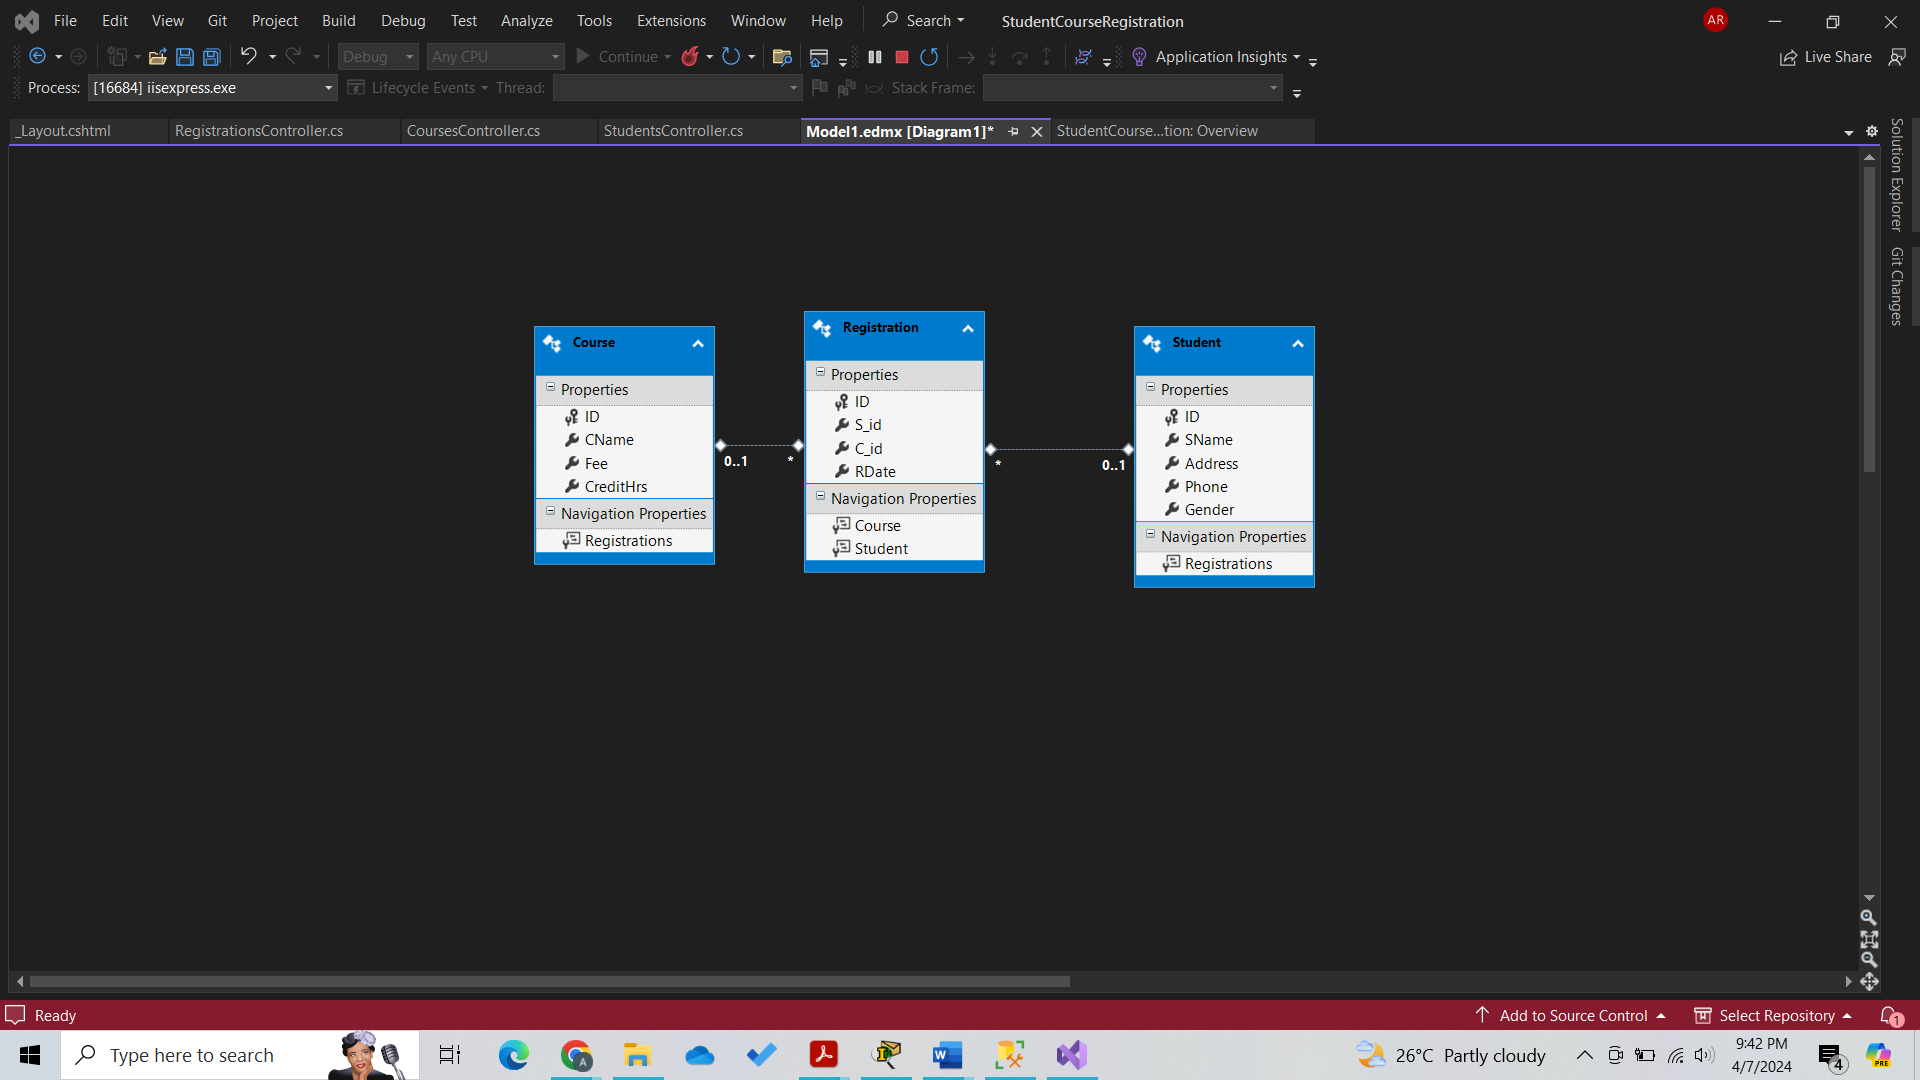 File Edit View Git Project Build Debug Test Analyze Tools Extensions Window Help Search StudentCourseRegistration AR
Debug Any CPU Continue Application Insights Live Share
Process: [16684] iisexpress.exe Lifecycle Events Thread: Stack Frame:
_Layout.cshtml RegistrationsController.cs CoursesController.cs StudentsController.cs Model1.edmx [Diagram1]* StudentCourse...tion: Overview
Solution Explorer
Git Changes
Course
Properties
ID
CName
Fee
CreditHrs
Navigation Properties
Registrations
0..1 *
Registration
Properties
ID
S_id
C_id
RDate
Navigation Properties
Course
Student
* 0..1
Student
Properties
ID
SName
Address
Phone
Gender
Navigation Properties
Registrations
Ready Add to Source Control Select Repository 1
Type here to search 26°C Partly cloudy 9:42 PM
4/7/2024
4
PRE
A
W